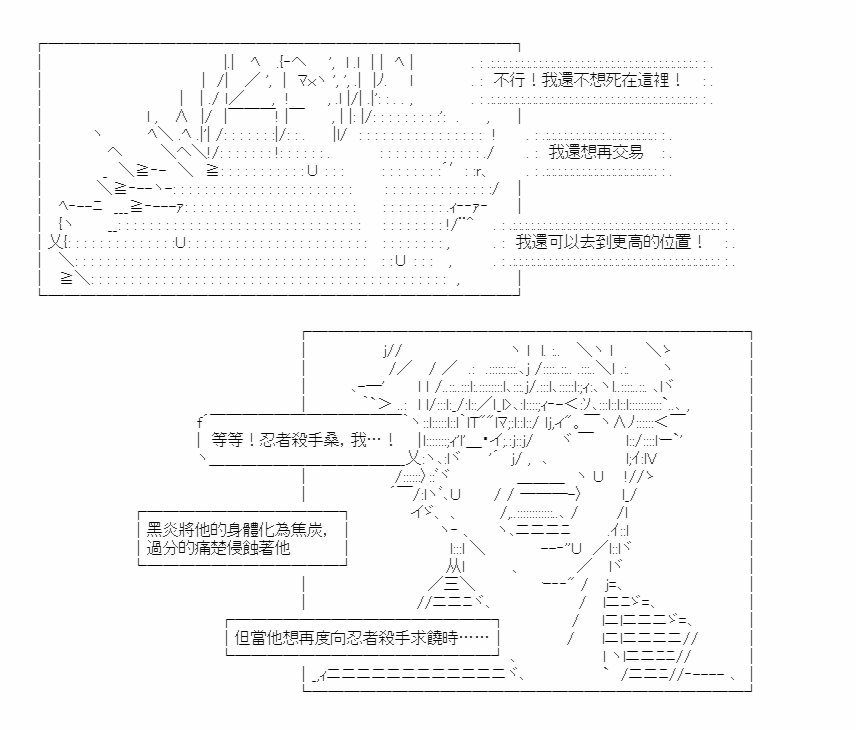 不行！我還不想死在這裡！
我還想再交易
我還可以去到更高的位置！
等等！忍者殺手桑，我…！
黑炎將他的身體化為焦炭，
過分的痛楚侵蝕著他
但當他想再度向忍者殺手求饒時……